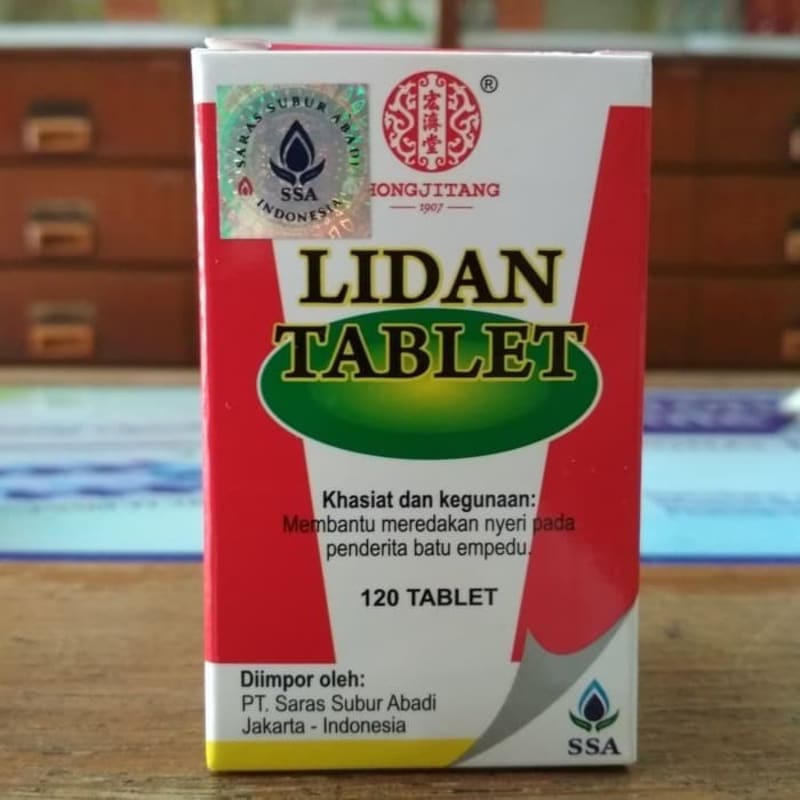 SARAS SUBUR ABADI
SSA
INDONESIA
宏濟堂
®
HONGJITANG
1907
LIDAN
TABLET
Khasiat dan kegunaan:
Membantu meredakan nyeri pada
penderita batu empedu.
120 TABLET
Diimpor oleh:
PT. Saras Subur Abadi
Jakarta - Indonesia
SSA